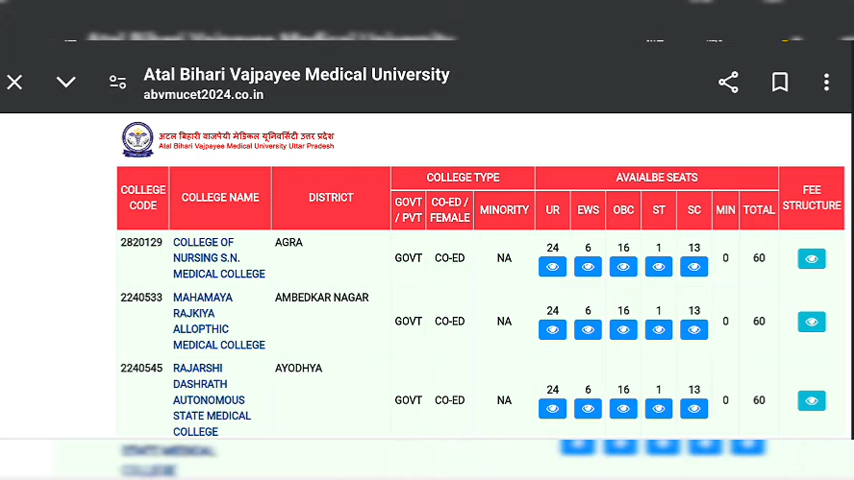 Atal Bihari Vajpayee Medical University
abvmucet2024.co.in
अटल बिहारी वाजपेयी मेडिकल यूनिवर्सिटी उत्तर प्रदेश
Atal Bihari Vajpayee Medical University Uttar Pradesh
COLLEGE CODE COLLEGE NAME DISTRICT COLLEGE TYPE AVAIALBE SEATS FEE STRUCTURE
GOVT / PVT CO-ED / FEMALE MINORITY UR EWS OBC ST SC MIN TOTAL
2820129 COLLEGE OF AGRA
NURSING S.N. GOVT CO-ED NA 24 6 16 1 13 0 60
MEDICAL COLLEGE
2240533 MAHAMAYA AMBEDKAR NAGAR
RAJKIYA
ALLOPTHIC GOVT CO-ED NA 24 6 16 1 13 0 60
MEDICAL COLLEGE
2240545 RAJARSHI AYODHYA
DASHRATH
AUTONOMOUS GOVT CO-ED NA 24 6 16 1 13 0 60
STATE MEDICAL
COLLEGE